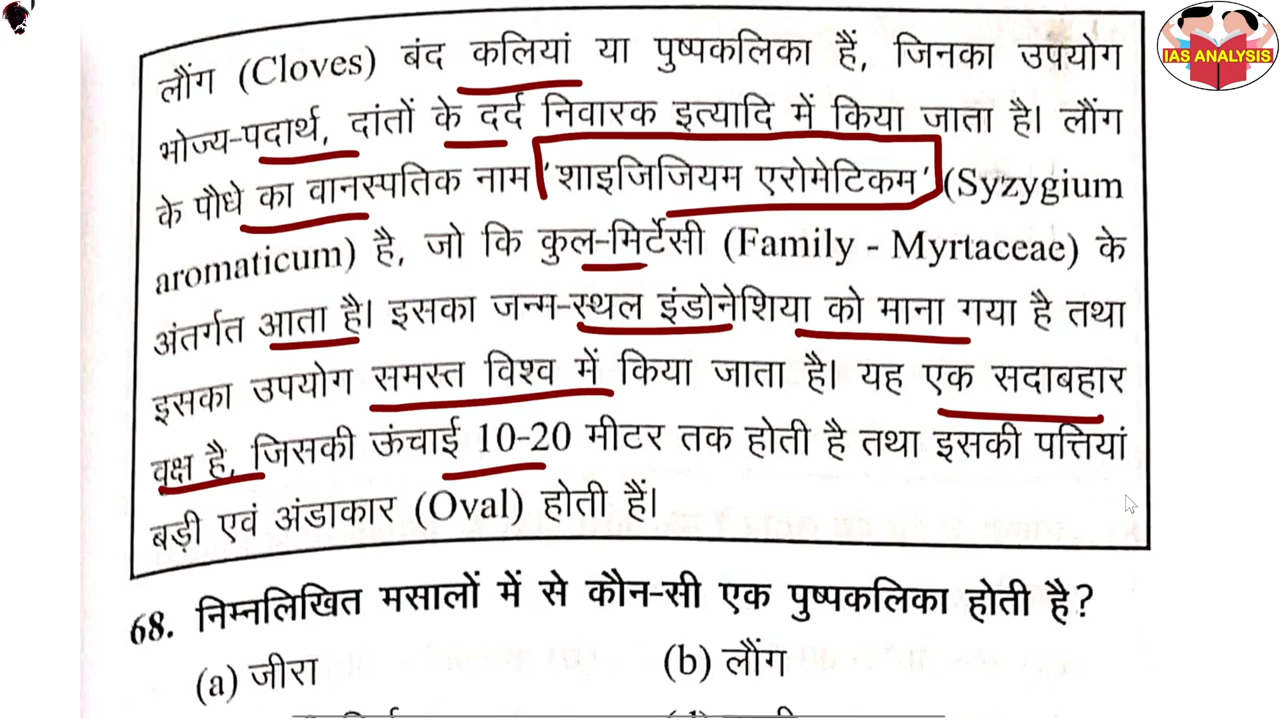 IAS ANALYSIS
लौंग (Cloves) बंद कलियां या पुष्पकलिका हैं, जिनका उपयोग
भोज्य-पदार्थ, दांतों के दर्द निवारक इत्यादि में किया जाता है। लौंग
के पौधे का वानस्पतिक नाम 'शाइजिजियम एरोमेटिकम' (Syzygium
aromaticum) है, जो कि कुल-मिर्टेसी (Family - Myrtaceae) के
अंतर्गत आता है। इसका जन्म-स्थल इंडोनेशिया को माना गया है तथा
इसका उपयोग समस्त विश्व में किया जाता है। यह एक सदाबहार
वृक्ष है, जिसकी ऊंचाई 10-20 मीटर तक होती है तथा इसकी पत्तियां
बड़ी एवं अंडाकार (Oval) होती हैं।
68. निम्नलिखित मसालों में से कौन-सी एक पुष्पकलिका होती है?
(a) जीरा (b) लौंग